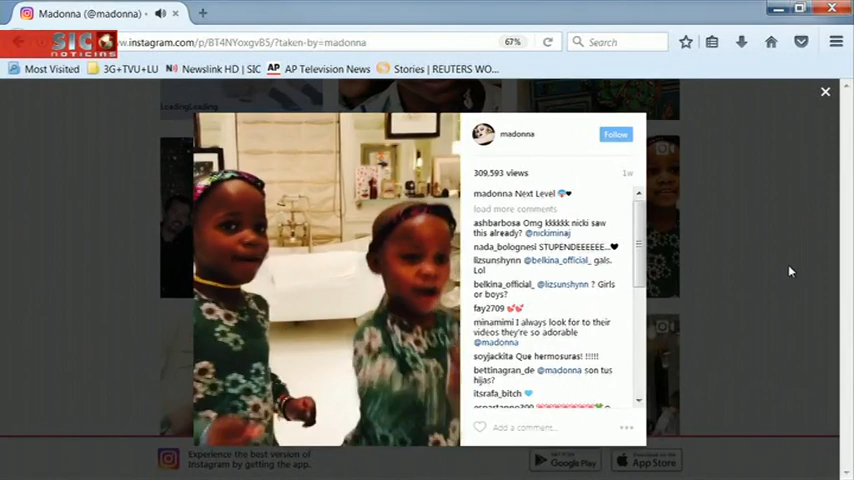 Madonna (@madonna) •
SIC
notícias
w.instagram.com/p/BT4NYoxgvB5/?taken-by=madonna
67%
Search
Most Visited
3G+TVU+LU
Newslink HD | SIC
AP AP Television News
Stories | REUTERS WO...
LoadingLoading
madonna
Follow
309,593 views
1w
madonna Next Level
load more comments
ashbarbosa Omg kkkkkk nicki saw
this already? @nickiminaj
nada_bolognesi STUPENDEEEEEE...
lizsunshynn @belkina_official_ gals.
Lol
belkina_official_ @lizsunshynn ? Girls
or boys?
fay2709
minamimi I always look for to their
videos they're so adorable
@madonna
soyjackita Que hermosuras! !!!!!
bettinagran_de @madonna son tus
hijas?
itsrafa_bitch
Add a comment...
Experience the best version of
Instagram by getting the app.
Google Play
App Store